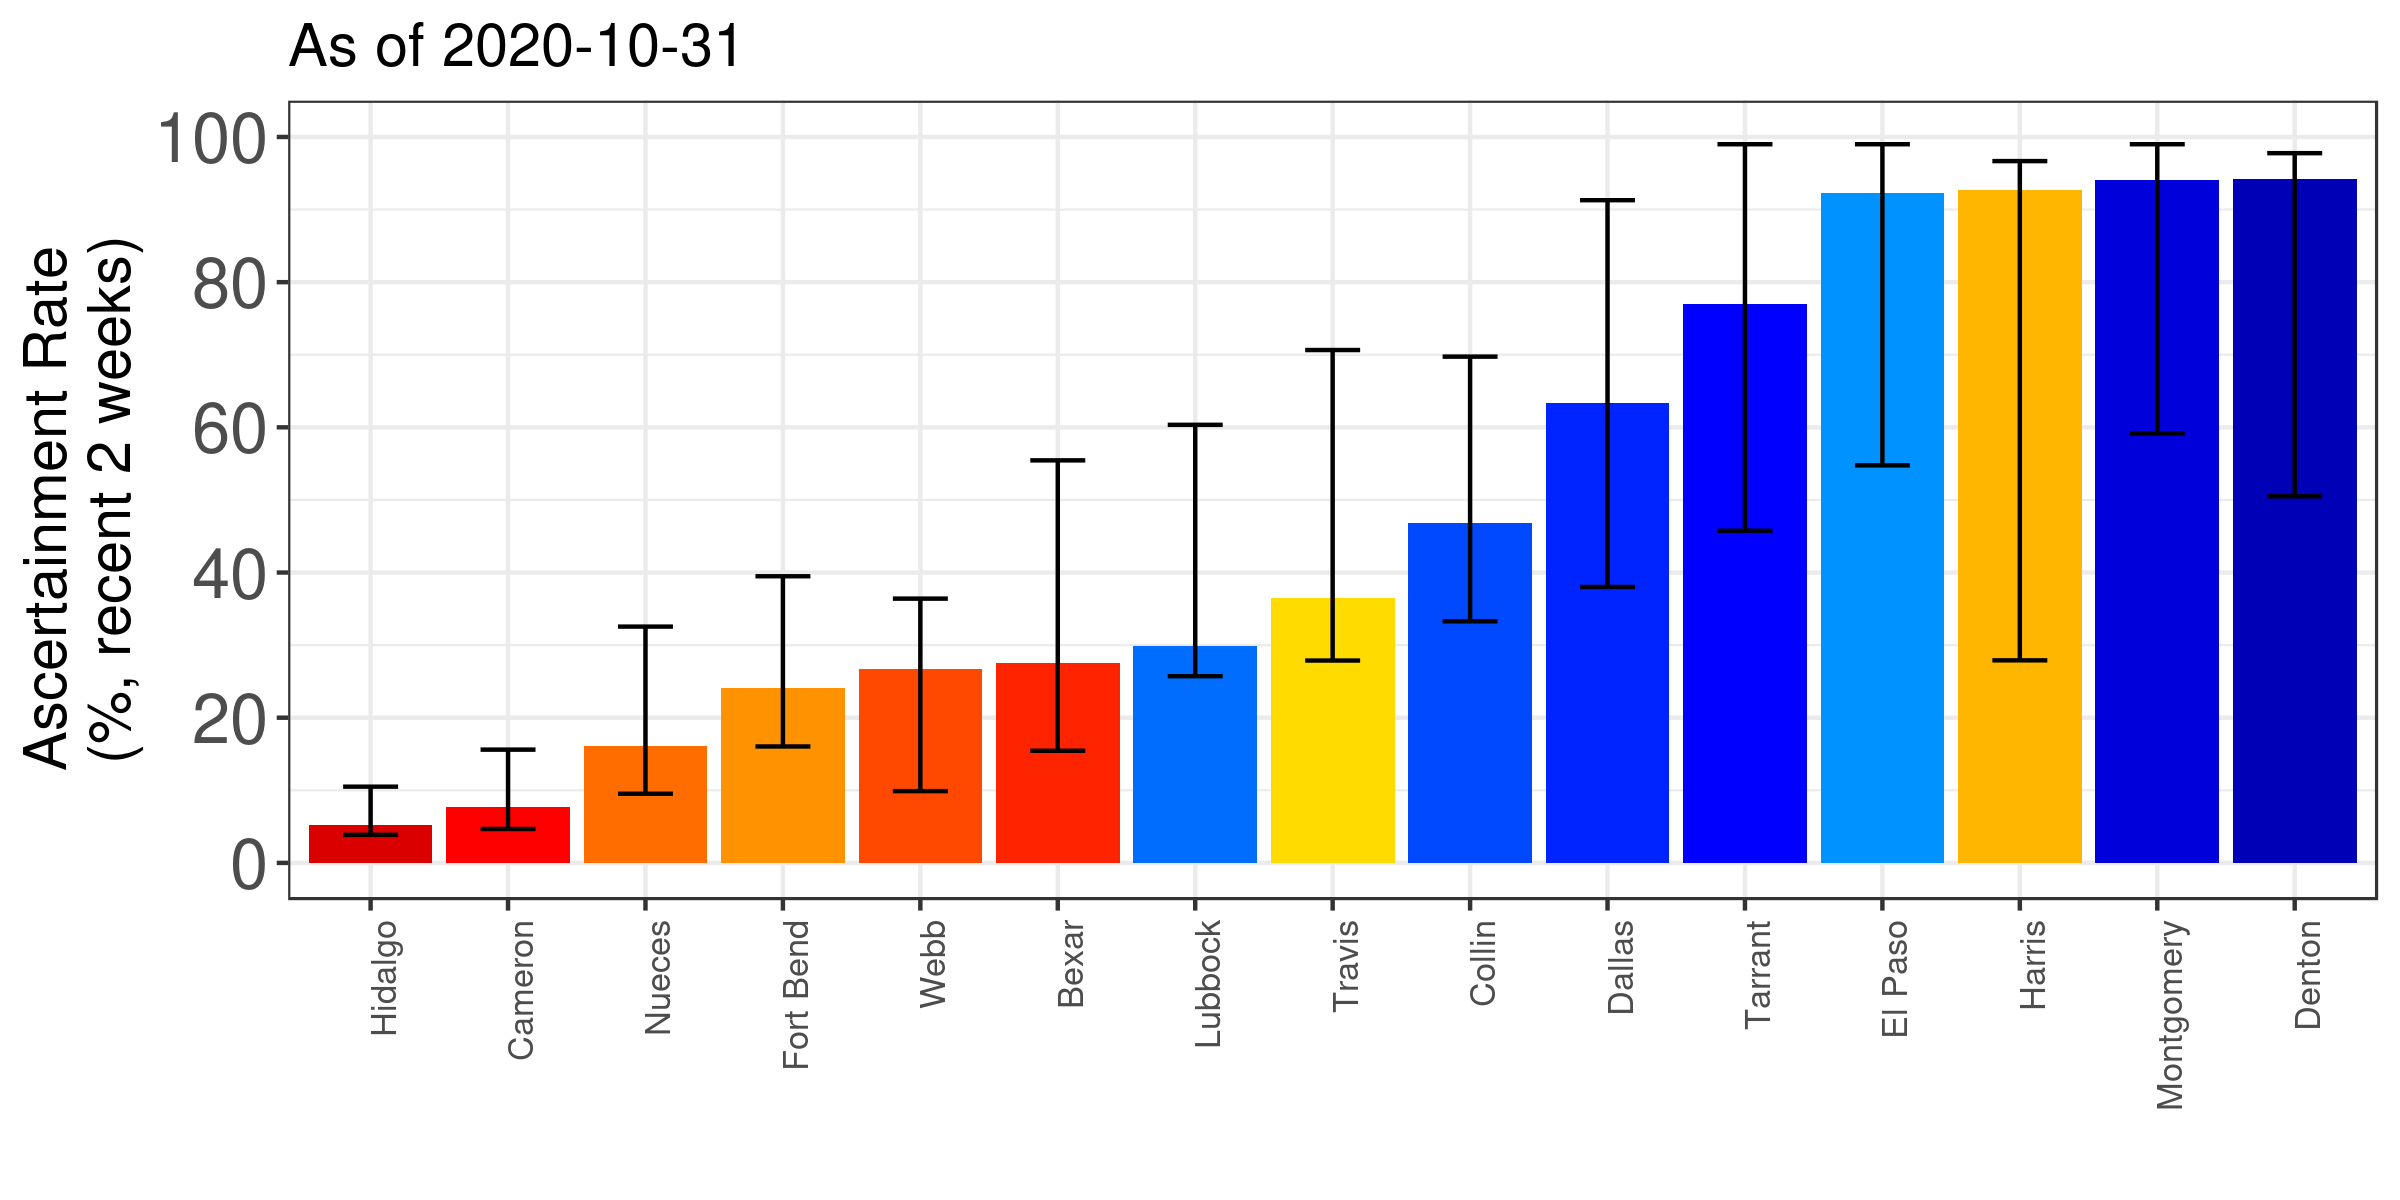 As of 2020-10-31
Ascertainment Rate
(%, recent 2 weeks)
100
80
60
40
20
0
Hidalgo
Cameron
Nueces
Fort Bend
Webb
Bexar
Lubbock
Travis
Collin
Dallas
Tarrant
El Paso
Harris
Montgomery
Denton